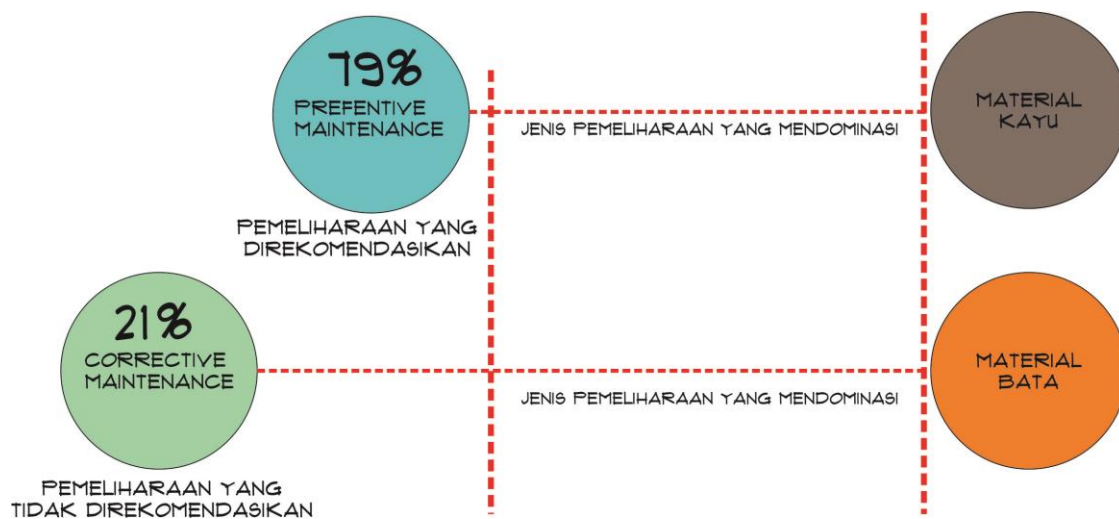 79%
PREFENTIVE
MAINTENANCE
JENIS PEMELIHARAAN YANG MENDOMINASI
MATERIAL
KAYU
PEMELIHARAAN YANG
DIREKOMENDASIKAN
21%
CORRECTIVE
MAINTENANCE
JENIS PEMELIHARAAN YANG MENDOMINASI
MATERIAL
BATA
PEMELIHARAAN YANG
TIDAK DIREKOMENDASIKAN